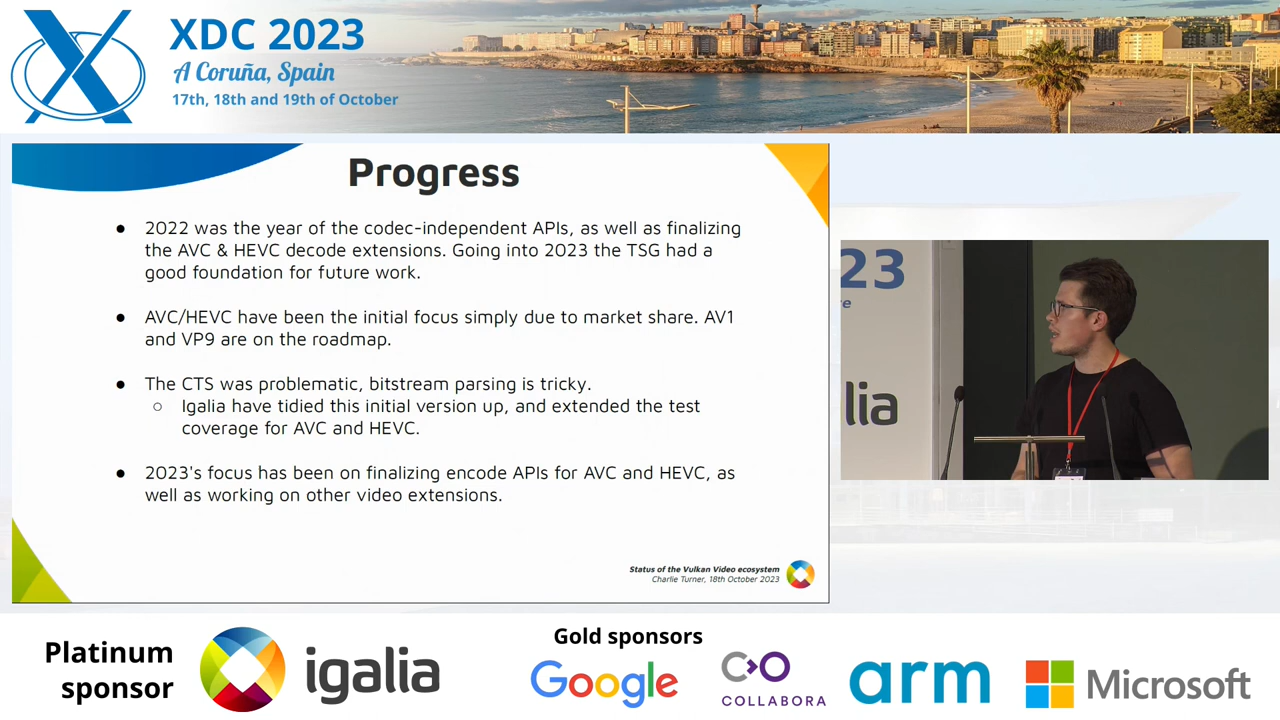 XDC 2023
A Coruña, Spain
17th, 18th and 19th of October
Progress
● 2022 was the year of the codec-independent APIs, as well as finalizing
the AVC & HEVC decode extensions. Going into 2023 the TSG had a
good foundation for future work.
● AVC/HEVC have been the initial focus simply due to market share. AV1
and VP9 are on the roadmap.
● The CTS was problematic, bitstream parsing is tricky.
○ Igalia have tidied this initial version up, and extended the test
coverage for AVC and HEVC.
● 2023's focus has been on finalizing encode APIs for AVC and HEVC, as
well as working on other video extensions.
Status of the Vulkan Video ecosystem
Charlie Turner, 18th October 2023
23
re
lia
Platinum
sponsor
igalia
Gold sponsors
Google
COLLABORA
arm
Microsoft